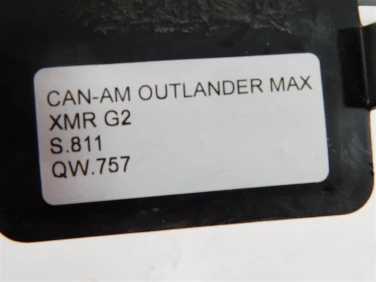 CAN-AM OUTLANDER MAX
XMR G2
S.811
QW.757